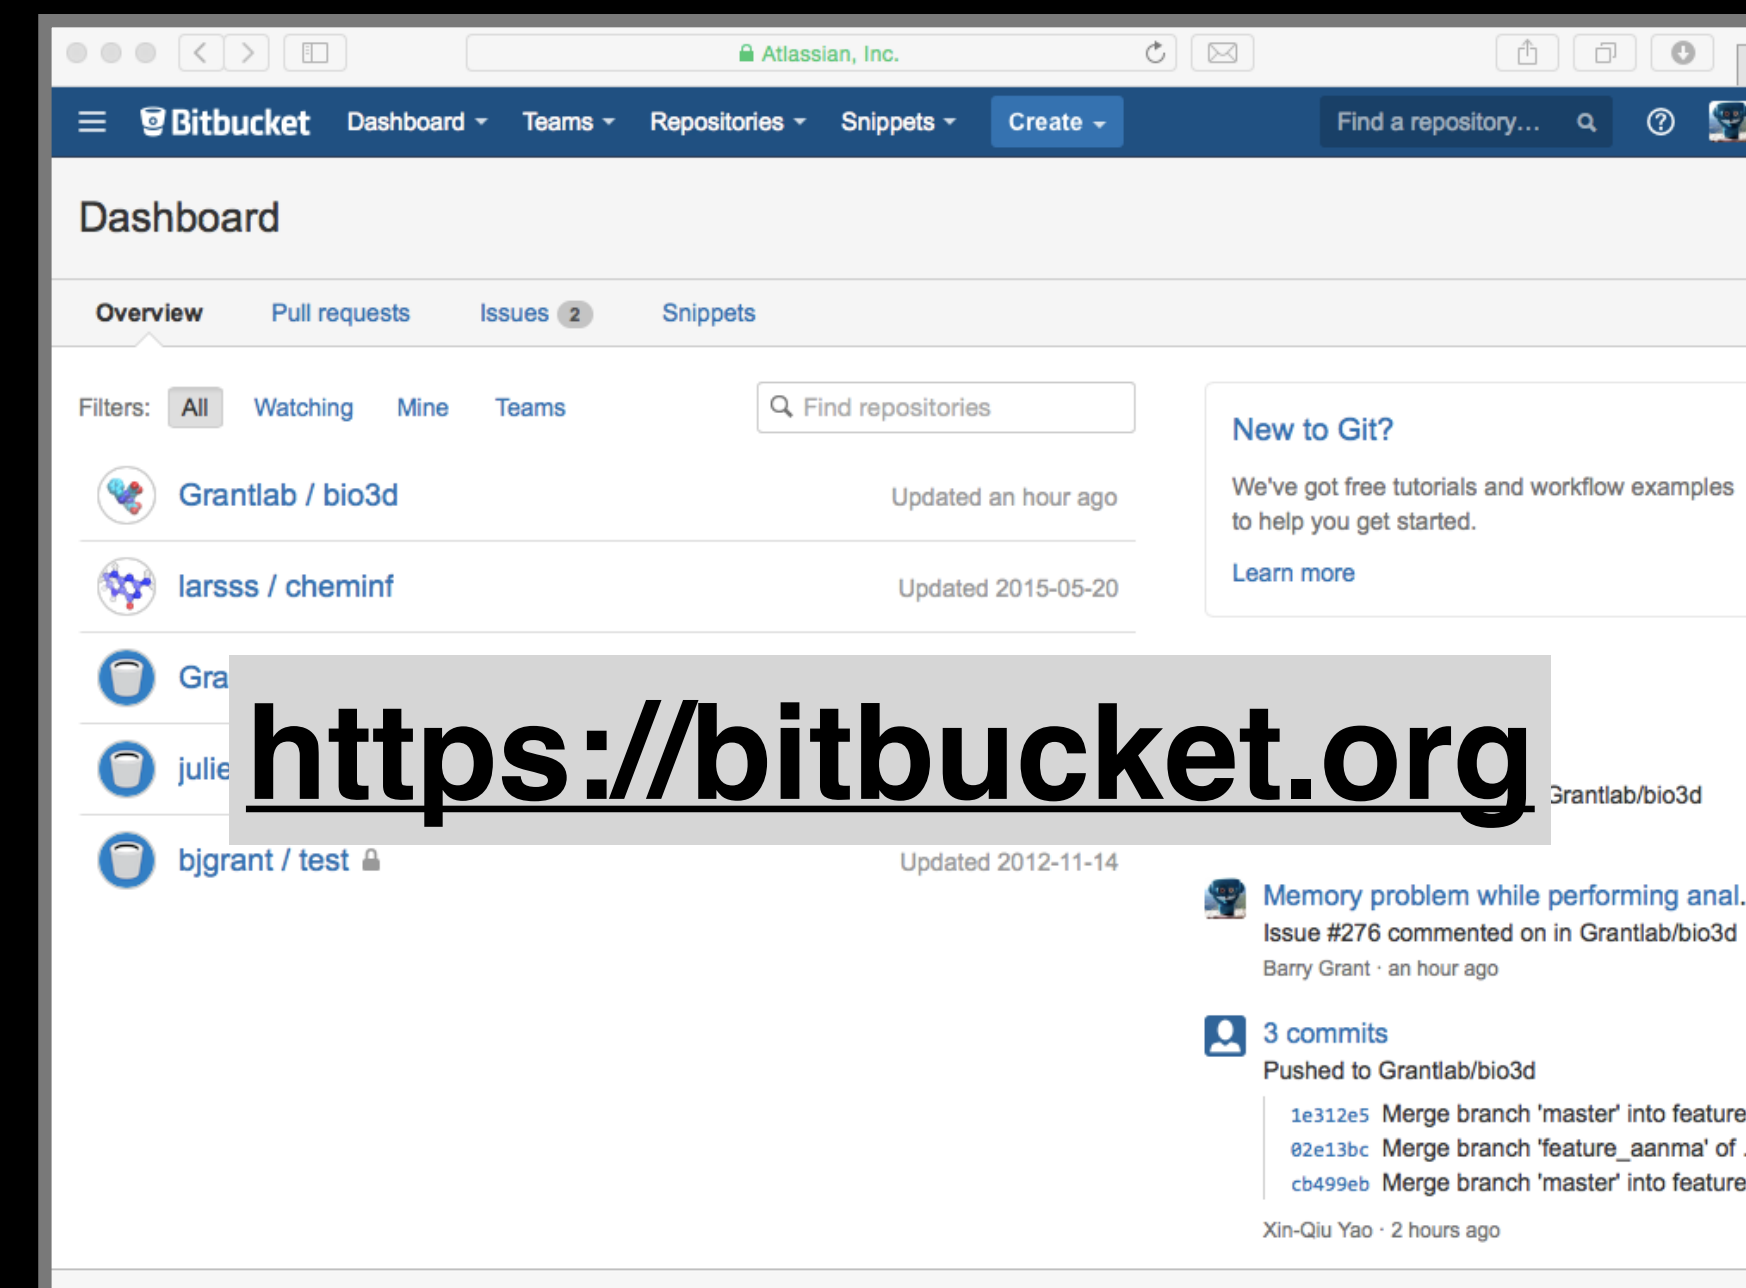 Atlassian, Inc.
Bitbucket Dashboard Teams Repositories Snippets Create Find a repository...
Dashboard
Overview Pull requests Issues 2 Snippets
Filters: All Watching Mine Teams Find repositories
Grantlab / bio3d Updated an hour ago
larsss / cheminf Updated 2015-05-20
Gra
julie
bjgrant / test Updated 2012-11-14
https://bitbucket.org
New to Git?
We've got free tutorials and workflow examples
to help you get started.
Learn more
Grantlab/bio3d
Memory problem while performing anal.
Issue #276 commented on in Grantlab/bio3d
Barry Grant · an hour ago
3 commits
Pushed to Grantlab/bio3d
1e312e5 Merge branch 'master' into feature
02e13bc Merge branch 'feature_aanma' of .
cb499eb Merge branch 'master' into feature
Xin-Qiu Yao · 2 hours ago